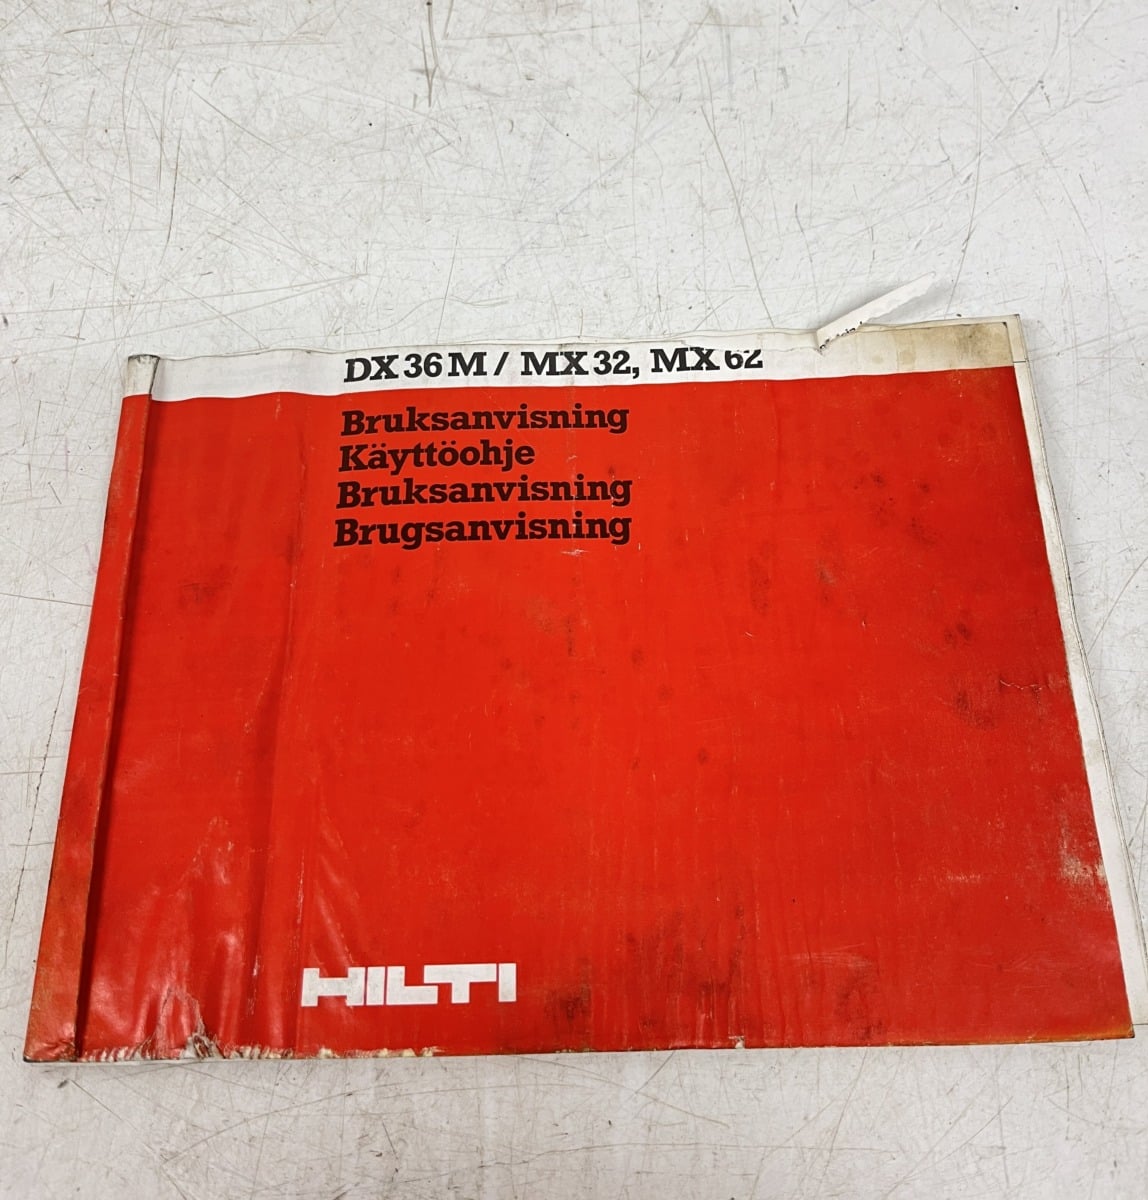 DX 36 M / MX 32, MX 62
Bruksanvisning
Käyttöohje
Bruksanvisning
Brugsanvisning
HILTI